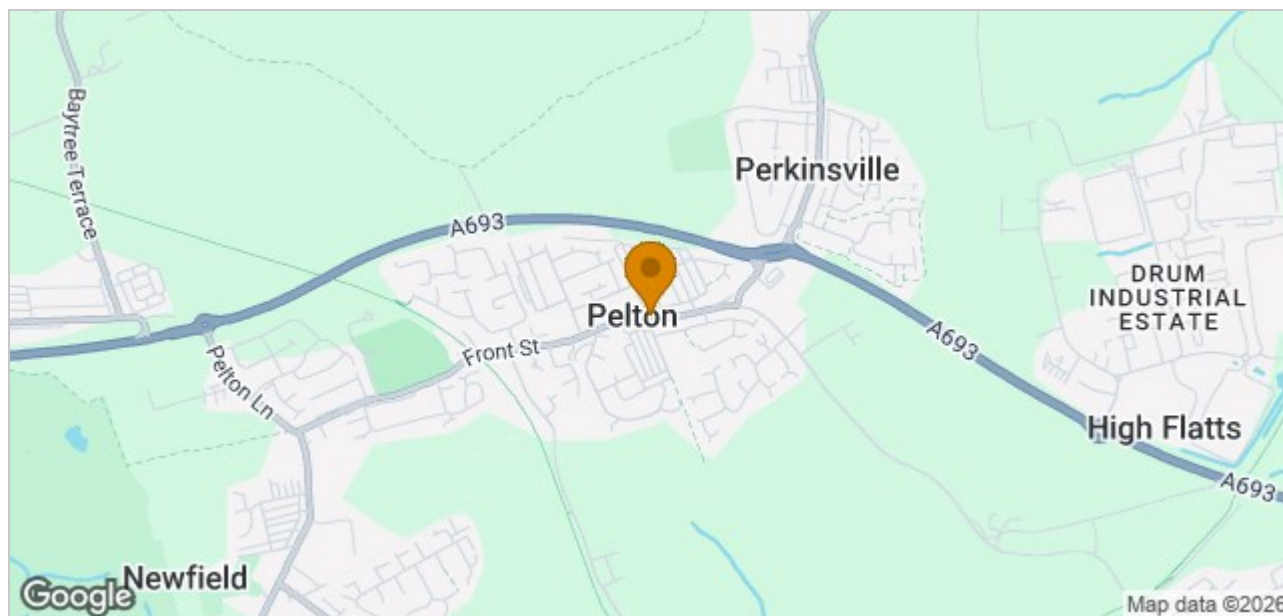 Baytree Terrace
A693
Perkinsville
DRUM
INDUSTRIAL
ESTATE
Pelton
Front St
A693
Pelton Ln
High Flatts
A693
Newfield
Google
Map data ©2026